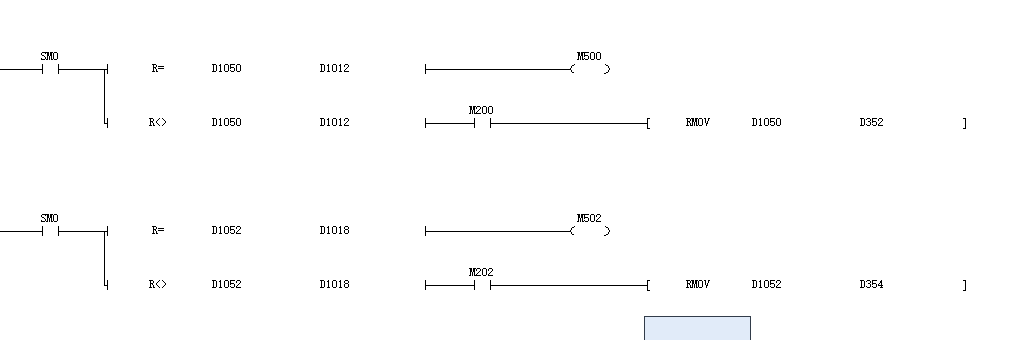 SM0 M500
R= D1050 D1012
M200
R<> D1050 D1012 RMOV D1050 D352
SM0 M502
R= D1052 D1018
M202
R<> D1052 D1018 RMOV D1052 D354